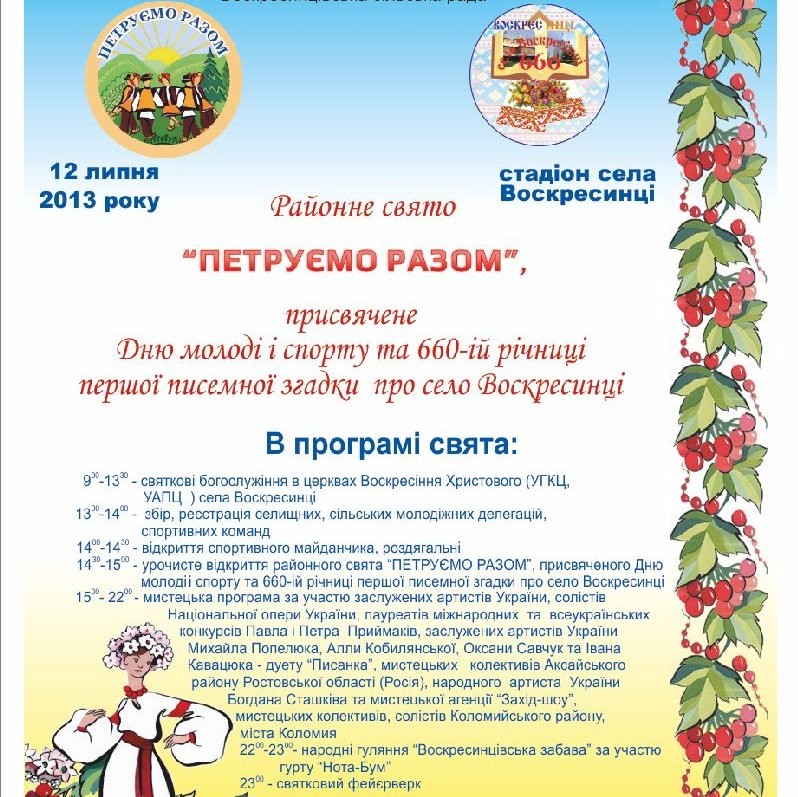 Воскресинцівська сільська рада
ПЕТРУЄМО РАЗОМ
ВОСКРЕСИНЦІ
660
12 липня
2013 року
стадіон села
Воскресинці
Районне свято
“ПЕТРУЄМО РАЗОМ”,
присвячене
Дню молоді і спорту та 660-ій річниці
першої писемної згадки про село Воскресинці
В програмі свята:
9⁰⁰-13³⁰ - святкові богослужіння в церквах Воскресіння Христового (УГКЦ,
УАПЦ ) села Воскресинці
13³⁰-14⁰⁰ - збір, реєстрація селищних, сільських молодіжних делегацій,
спортивних команд
14⁰⁰-14³⁰ - відкриття спортивного майданчика, роздягальні
14³⁰-15⁰⁰ - урочисте відкриття районного свята “ПЕТРУЄМО РАЗОМ”, присвяченого Дню
молодіі спорту та 660-ій річниці першої писемної згадки про село Воскресинці
15⁰⁰ - 22⁰⁰ - мистецька програма за участю заслужених артистів України, солістів
Національної опери України, лауреатів міжнародних та всеукраїнських
конкурсів Павла і Петра Приймаків, заслужених артистів України
Михайла Попелюка, Алли Кобилянської, Оксани Савчук та Івана
Кавацюка - дуету “Писанка”, мистецьких колективів Аксайського
району Ростовської області (Росія), народного артиста України
Богдана Сташківа та мистецької агенції “Захід-шоу”,
мистецьких колективів, солістів Коломийського району,
міста Коломия
22⁰⁰-23⁰⁰- народні гуляння “Воскресинцівська забава” за участю
гурту “Нота-Бум”
23⁰⁰ - святковий фейєрверк